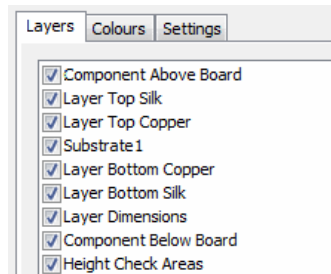 Layers Colours Settings
Component Above Board
Layer Top Silk
Layer Top Copper
Substrate1
Layer Bottom Copper
Layer Bottom Silk
Layer Dimensions
Component Below Board
Height Check Areas